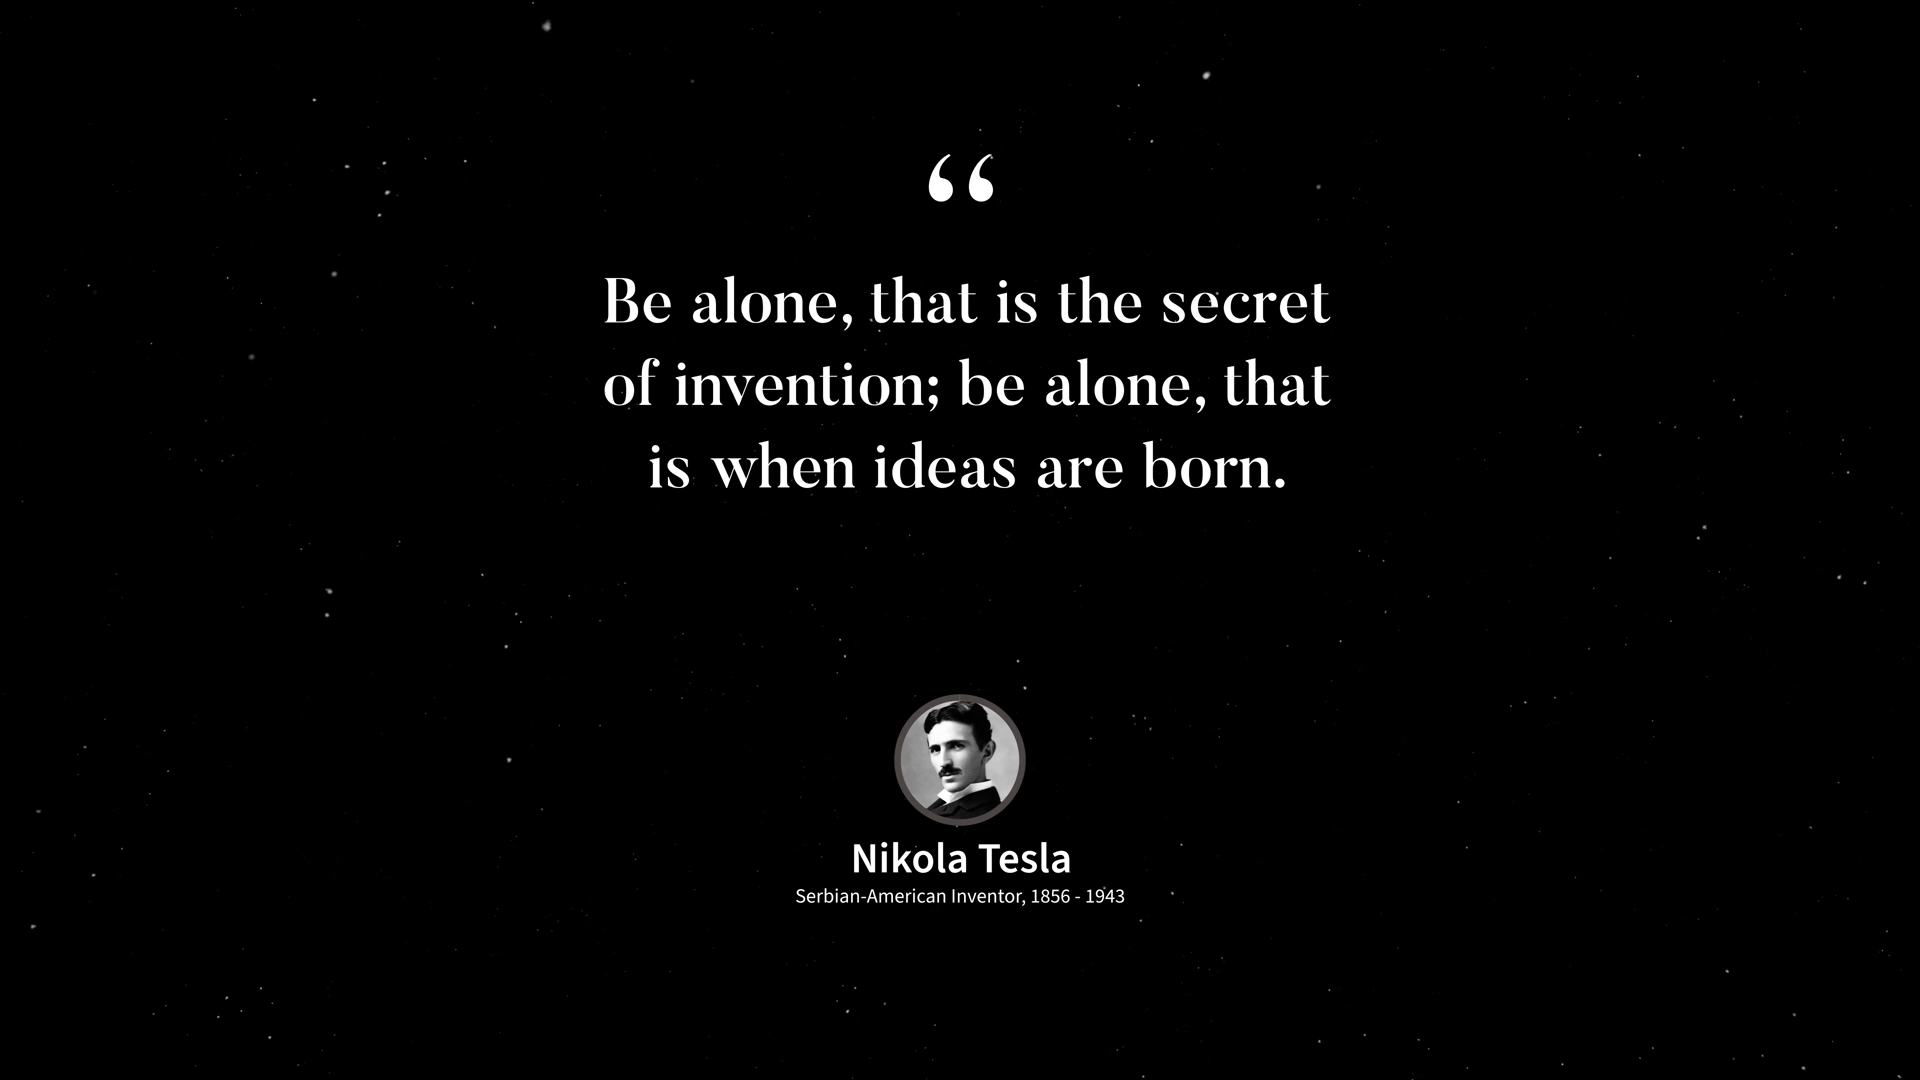 “
Be alone, that is the secret
of invention; be alone, that
is when ideas are born.
Nikola Tesla
Serbian-American Inventor, 1856 - 1943